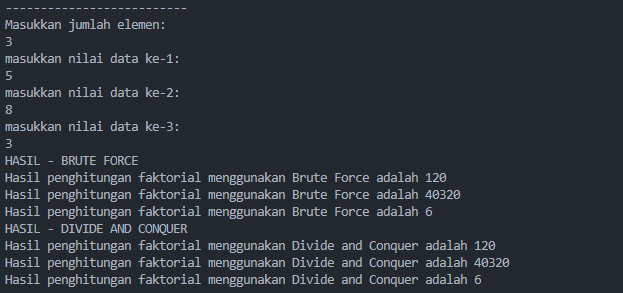 --------------------------
Masukkan jumlah elemen:
3
masukkan nilai data ke-1:
5
masukkan nilai data ke-2:
8
masukkan nilai data ke-3:
3
HASIL - BRUTE FORCE
Hasil penghitungan faktorial menggunakan Brute Force adalah 120
Hasil penghitungan faktorial menggunakan Brute Force adalah 40320
Hasil penghitungan faktorial menggunakan Brute Force adalah 6
HASIL - DIVIDE AND CONQUER
Hasil penghitungan faktorial menggunakan Divide and Conquer adalah 120
Hasil penghitungan faktorial menggunakan Divide and Conquer adalah 40320
Hasil penghitungan faktorial menggunakan Divide and Conquer adalah 6